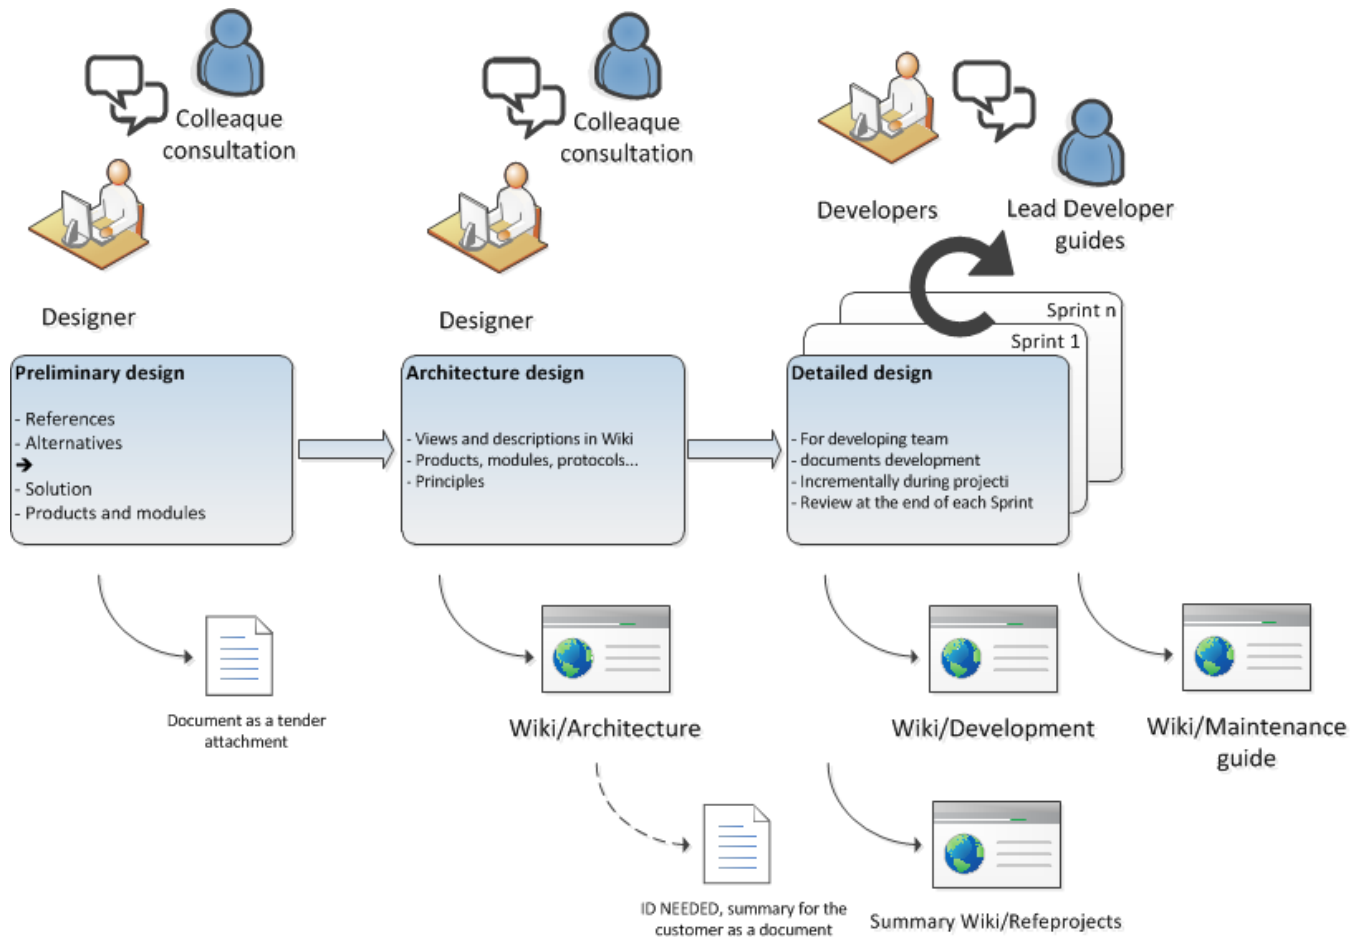 Colleaque
consultation
Designer
Preliminary design
- References
- Alternatives
➔
- Solution
- Products and modules
Document as a tender
attachment
Colleaque
consultation
Designer
Architecture design
- Views and descriptions in Wiki
- Products, modules, protocols...
- Principles
Wiki/Architecture
ID NEEDED, summary for the
customer as a document
Developers
Lead Developer
guides
Sprint n
Sprint 1
Detailed design
- For developing team
- documents development
- Incrementally during projecti
- Review at the end of each Sprint
Wiki/Development
Wiki/Maintenance
guide
Summary Wiki/Refeprojects